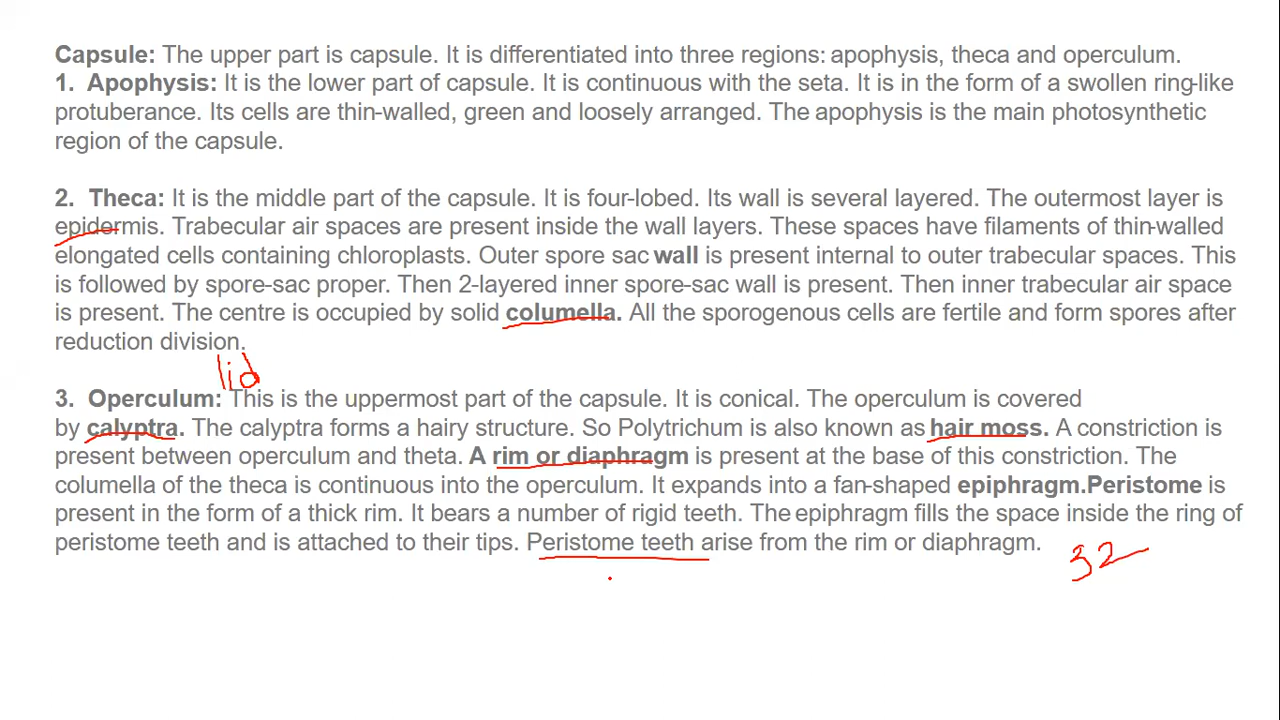 Capsule: The upper part is capsule. It is differentiated into three regions: apophysis, theca and operculum.
1. Apophysis: It is the lower part of capsule. It is continuous with the seta. It is in the form of a swollen ring-like
protuberance. Its cells are thin-walled, green and loosely arranged. The apophysis is the main photosynthetic
region of the capsule.
2. Theca: It is the middle part of the capsule. It is four-lobed. Its wall is several layered. The outermost layer is
epidermis. Trabecular air spaces are present inside the wall layers. These spaces have filaments of thin-walled
elongated cells containing chloroplasts. Outer spore sac wall is present internal to outer trabecular spaces. This
is followed by spore-sac proper. Then 2-layered inner spore-sac wall is present. Then inner trabecular air space
is present. The centre is occupied by solid columella. All the sporogenous cells are fertile and form spores after
reduction division.
lid
3. Operculum: This is the uppermost part of the capsule. It is conical. The operculum is covered
by calyptra. The calyptra forms a hairy structure. So Polytrichum is also known as hair moss. A constriction is
present between operculum and theta. A rim or diaphragm is present at the base of this constriction. The
columella of the theca is continuous into the operculum. It expands into a fan-shaped epiphragm.Peristome is
present in the form of a thick rim. It bears a number of rigid teeth. The epiphragm fills the space inside the ring of
peristome teeth and is attached to their tips. Peristome teeth arise from the rim or diaphragm.
32